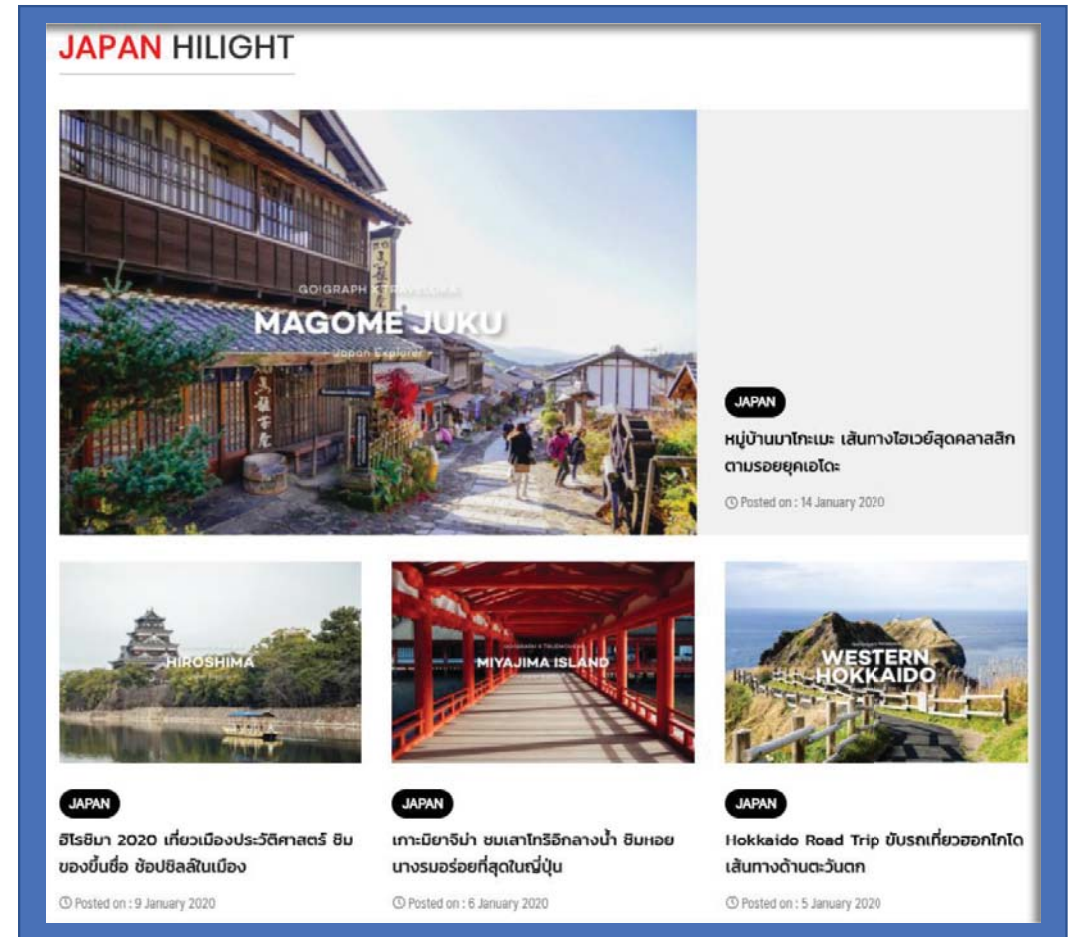 JAPAN HILIGHT
GO!GRAPH X TRAVELOKA
MAGOME JUKU
- Japan Explorer -
JAPAN
หมู่บ้านมาโกะเมะ เส้นทางไฮเวย์สุดคลาสสิก
ตามรอยยุคเอโดะ
Posted on : 14 January 2020
HIROSHIMA
MIYAJIMA ISLAND
WESTERN
HOKKAIDO
JAPAN
ฮิโรชิมา 2020 เที่ยวเมืองประวัติศาสตร์ ชิม
ของขึ้นชื่อ ช้อปชิลล์ในเมือง
Posted on : 9 January 2020
JAPAN
เกาะมิยาจิม่า ชมเสาโทริอิกลางน้ำ ชิมหอย
นางรมอร่อยที่สุดในญี่ปุ่น
Posted on : 6 January 2020
JAPAN
Hokkaido Road Trip ขับรถเที่ยวฮอกไกโด
เส้นทางด้านตะวันตก
Posted on : 5 January 2020